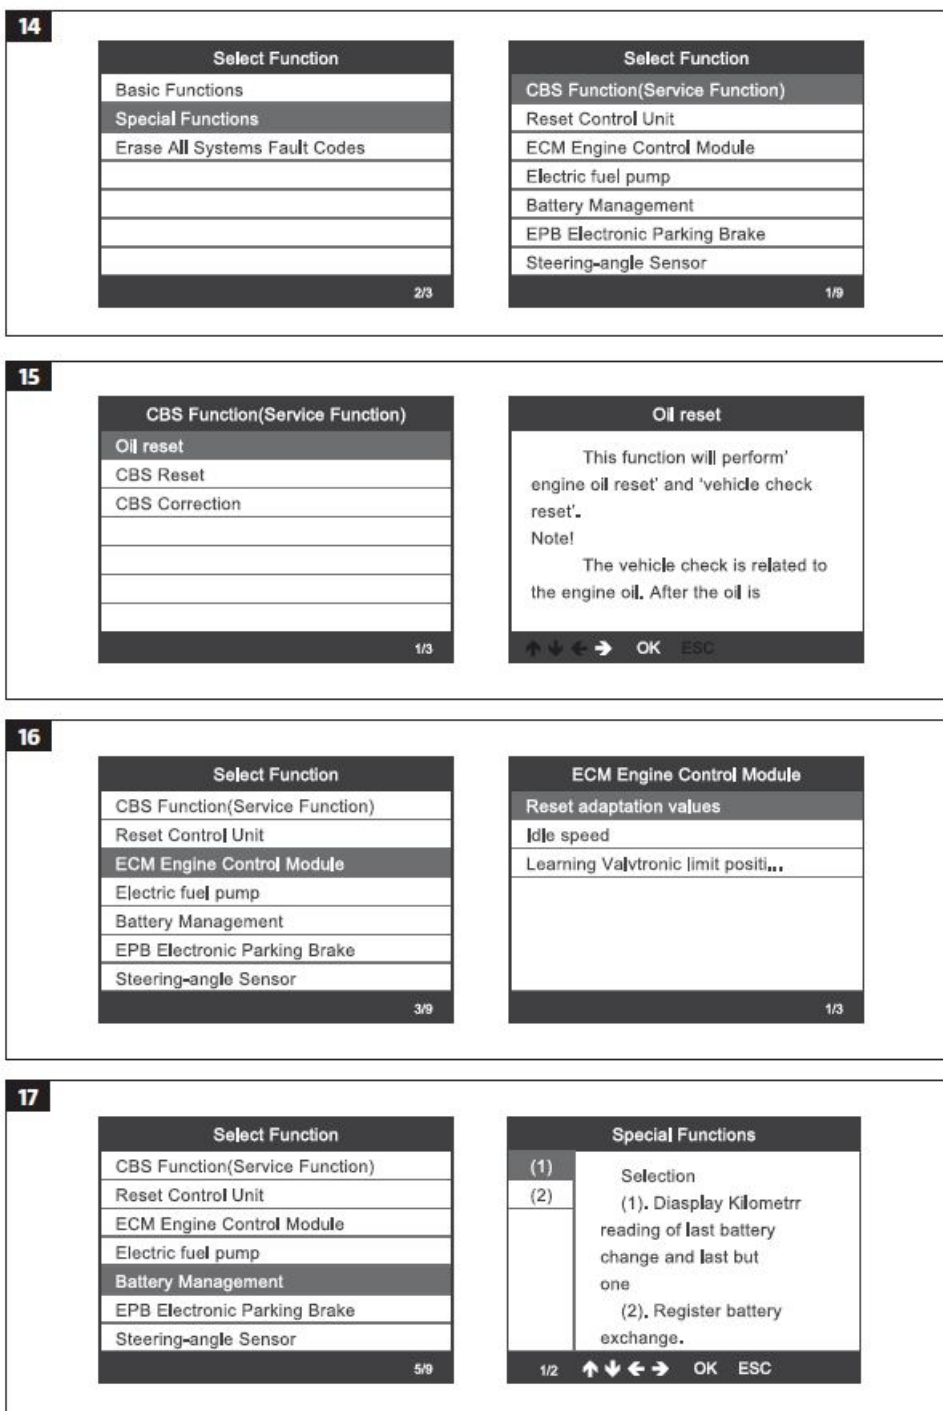 14
Select Function
Basic Functions
Special Functions
Erase All Systems Fault Codes
2/3
Select Function
CBS Function(Service Function)
Reset Control Unit
ECM Engine Control Module
Electric fuel pump
Battery Management
EPB Electronic Parking Brake
Steering-angle Sensor
1/9
15
CBS Function(Service Function)
Oil reset
CBS Reset
CBS Correction
1/3
Oil reset
This function will perform'
engine oil reset' and 'vehicle check
reset'.
Note!
The vehicle check is related to
the engine oil. After the oil is
OK ESC
16
Select Function
CBS Function(Service Function)
Reset Control Unit
ECM Engine Control Module
Electric fuel pump
Battery Management
EPB Electronic Parking Brake
Steering-angle Sensor
3/9
ECM Engine Control Module
Reset adaptation values
Idle speed
Learning Valvtronic limit positi...
1/3
17
Select Function
CBS Function(Service Function)
Reset Control Unit
ECM Engine Control Module
Electric fuel pump
Battery Management
EPB Electronic Parking Brake
Steering-angle Sensor
5/9
Special Functions
(1)
(2)
Selection
(1). Diasplay Kilometrr
reading of last battery
change and last but
one
(2). Register battery
exchange.
1/2 OK ESC